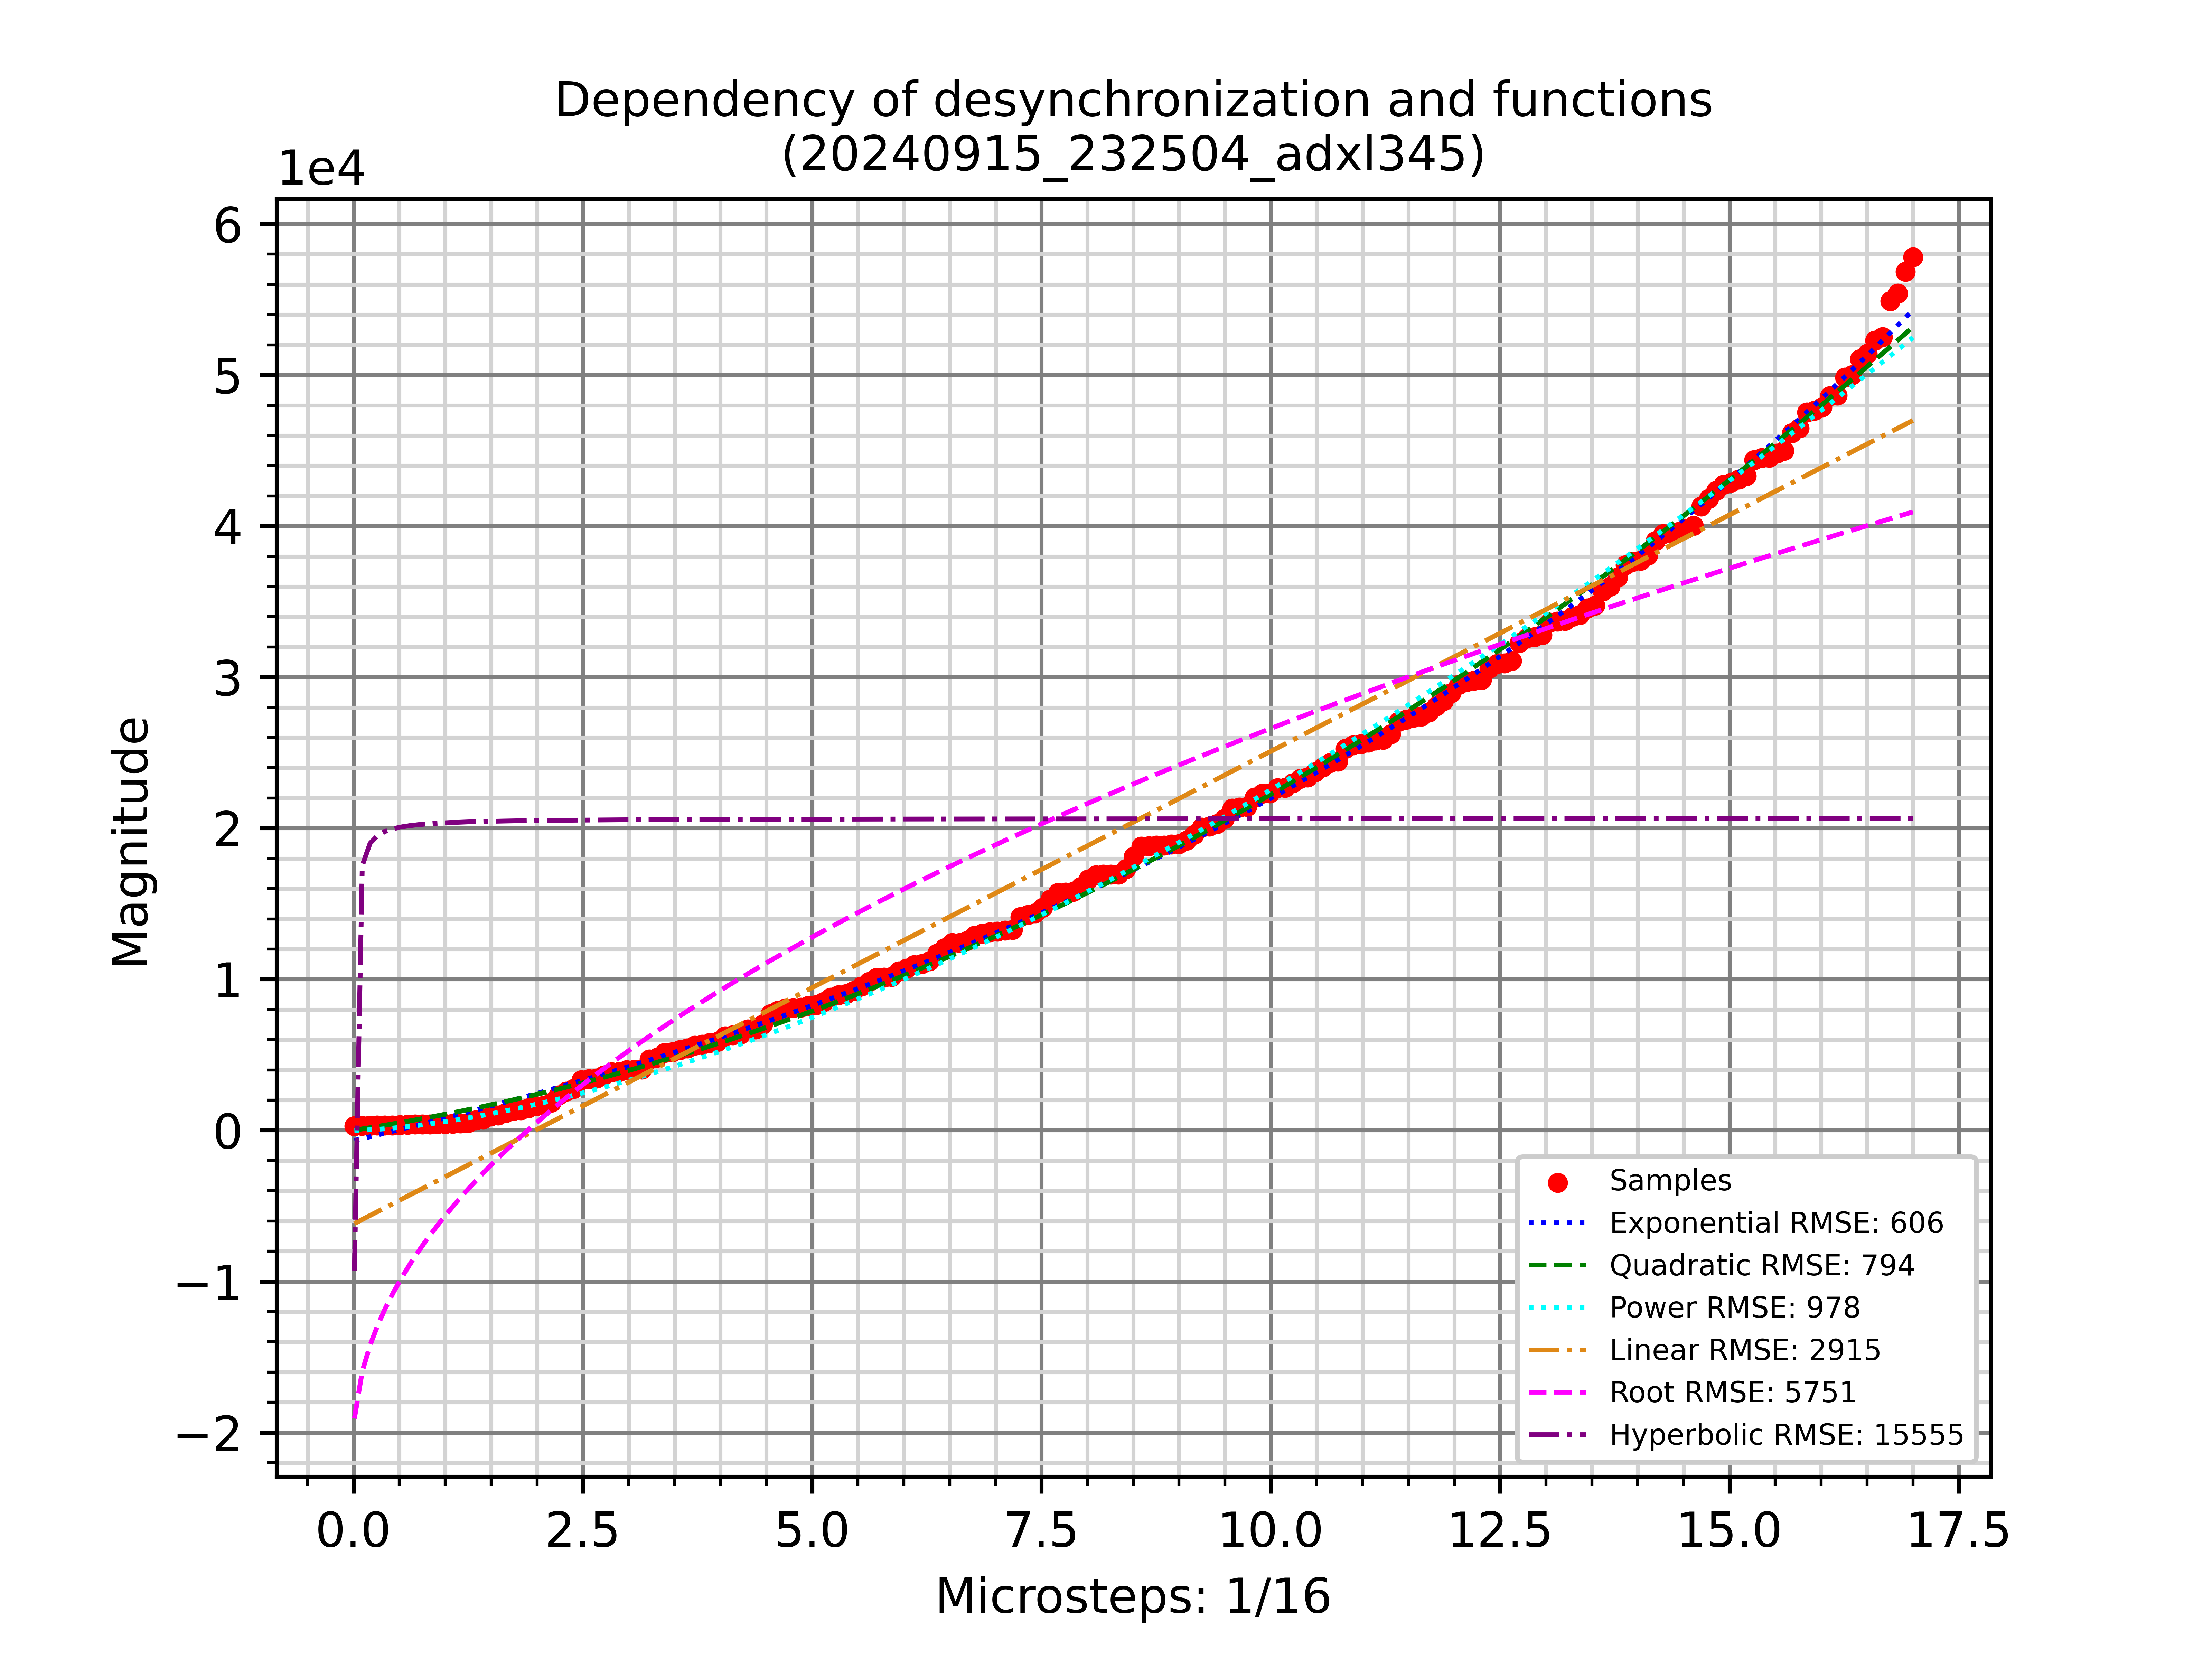 Dependency of desynchronization and functions
(20240915_232504_adxl345)
1e4
6
5
4
3
2
1
0
−1
−2
Magnitude
0.0 2.5 5.0 7.5 10.0 12.5 15.0 17.5
Microsteps: 1/16
Samples
Exponential RMSE: 606
Quadratic RMSE: 794
Power RMSE: 978
Linear RMSE: 2915
Root RMSE: 5751
Hyperbolic RMSE: 15555